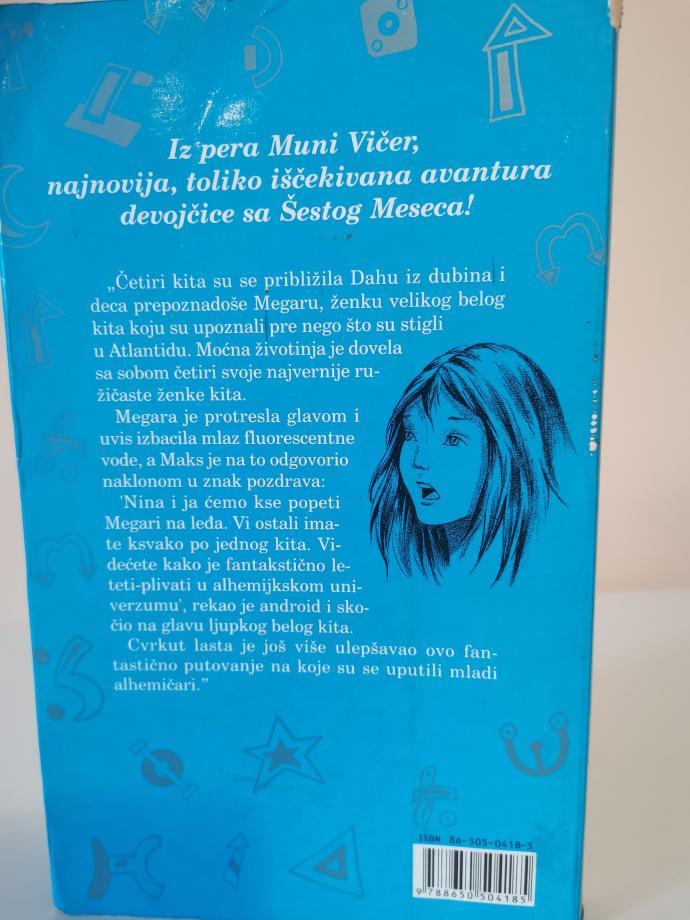 Iz pera Muni Vičer,
najnovija, toliko iščekivana avantura
devojčice sa Šestog Meseca!
„Četiri kita su se približila Dahu iz dubina i
deca prepoznadoše Megaru, ženku velikog belog
kita koju su upoznali pre nego što su stigli
u Atlantidu. Moćna životinja je dovela
sa sobom četiri svoje najvernije ru-
žičaste ženke kita.
Megara je protresla glavom i
uvis izbacila mlaz fluorescentne
vode, a Maks je na to odgovorio
naklonom u znak pozdrava:
'Nina i ja ćemo kse popeti
Megari na leđa. Vi ostali ima-
te ksvako po jednog kita. Vi-
dećete kako je fantakstično le-
teti-plivati u alhemijkskom uni-
verzumu', rekao je android i sko-
čio na glavu ljupkog belog kita.
Cvrkut lasta je još više ulepšavao ovo fan-
tastično putovanje na koje su se uputili mladi
alhemičari.”
ISBN 86-505-0418-3
9 788650 504185